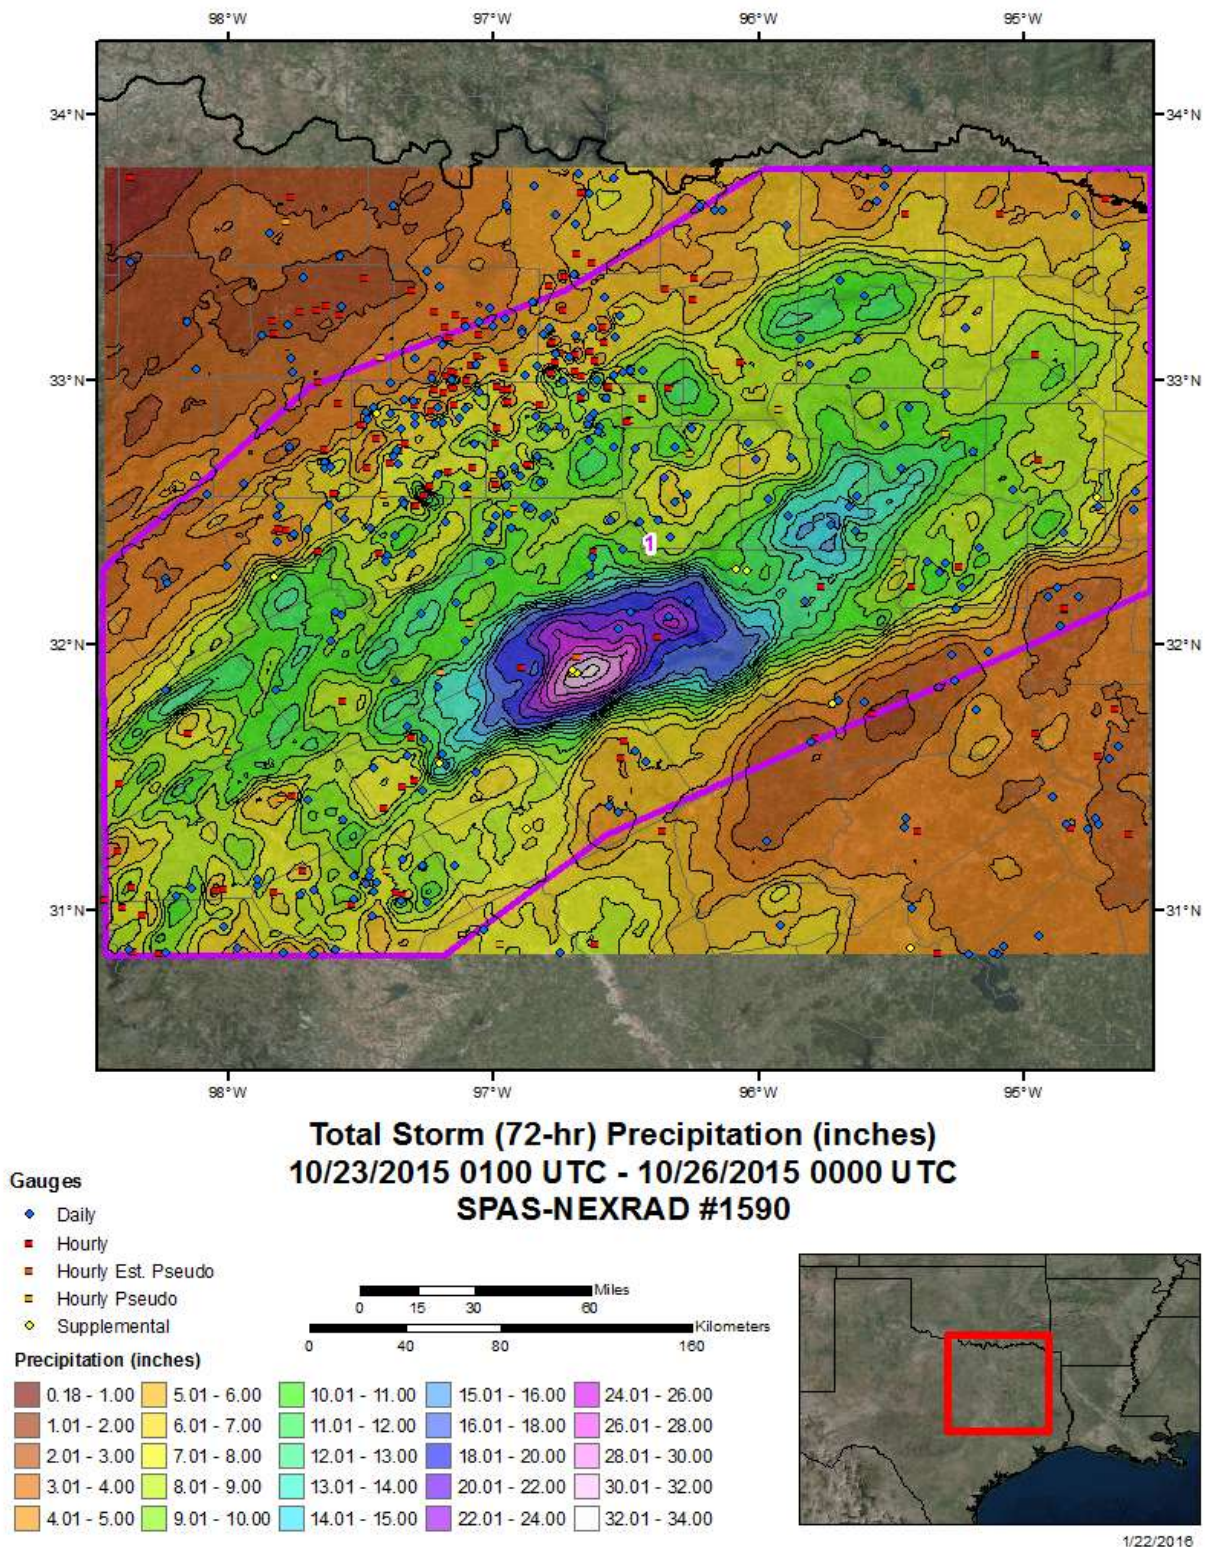 98°W 97°W 96°W 95°W
34°N 34°N
33°N 33°N
1
32°N 32°N
31°N 31°N
98°W 97°W 96°W 95°W
Total Storm (72-hr) Precipitation (inches)
10/23/2015 0100 UTC - 10/26/2015 0000 UTC
SPAS-NEXRAD #1590
Gauges
Daily
Hourly
Hourly Est. Pseudo
Hourly Pseudo
Supplemental
Miles
0 15 30 60
Kilometers
0 40 80 160
Precipitation (inches)
0.18 - 1.00 5.01 - 6.00 10.01 - 11.00 15.01 - 16.00 24.01 - 26.00
1.01 - 2.00 6.01 - 7.00 11.01 - 12.00 16.01 - 18.00 26.01 - 28.00
2.01 - 3.00 7.01 - 8.00 12.01 - 13.00 18.01 - 20.00 28.01 - 30.00
3.01 - 4.00 8.01 - 9.00 13.01 - 14.00 20.01 - 22.00 30.01 - 32.00
4.01 - 5.00 9.01 - 10.00 14.01 - 15.00 22.01 - 24.00 32.01 - 34.00
1/22/2016